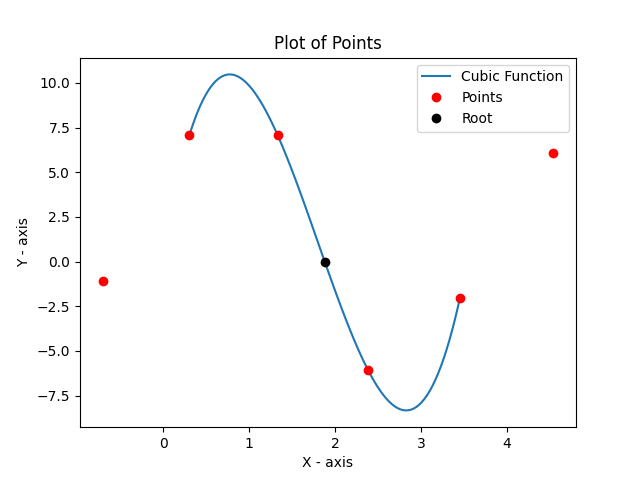 Plot of Points
Cubic Function
Points
Root
10.0
7.5
5.0
2.5
0.0
−2.5
−5.0
−7.5
Y - axis
0 1 2 3 4
X - axis